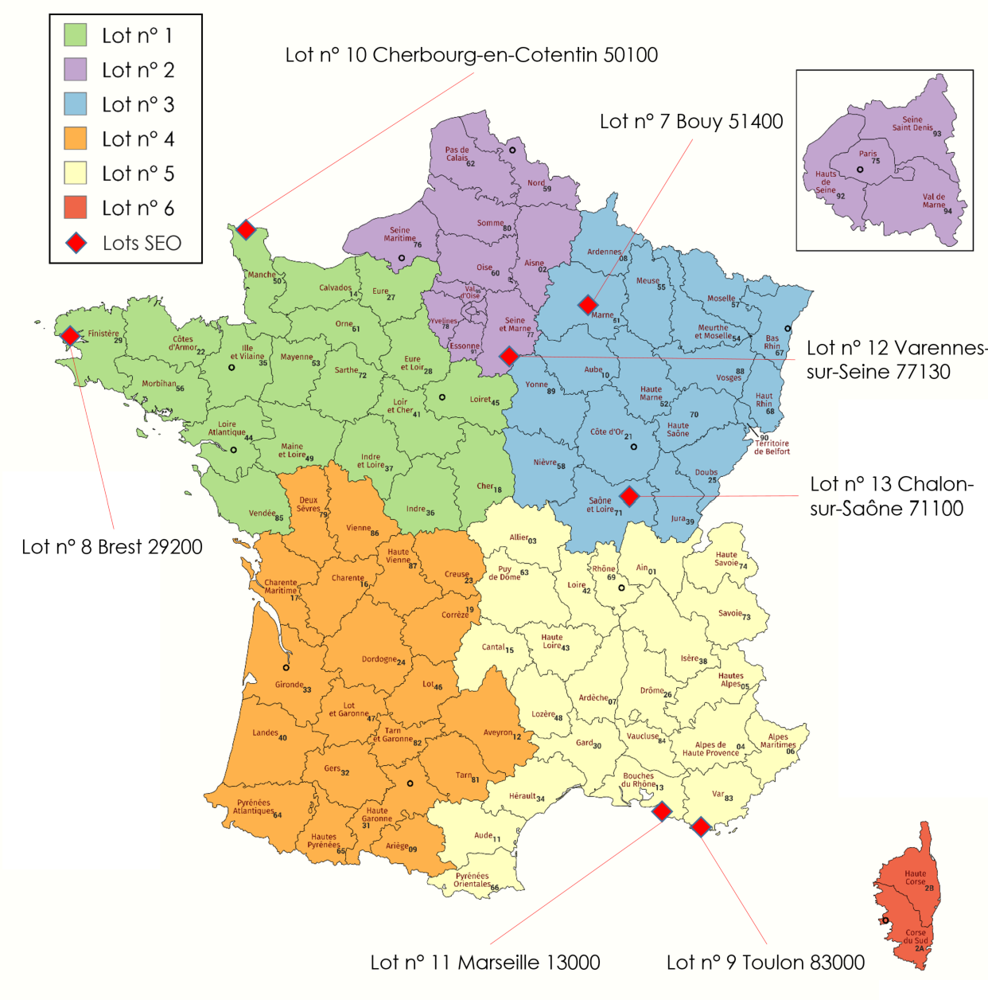 Lot n° 1
Lot n° 2
Lot n° 3
Lot n° 4
Lot n° 5
Lot n° 6
Lots SEO
Lot n° 10 Cherbourg-en-Cotentin 50100
Lot n° 7 Bouy 51400
Seine
Saint Denis 93
Paris
75
Hauts
de
Seine 92
Val de
Marne 94
Pas de
Calais 62
Nord 59
Somme 80
Seine
Maritime 76
Oise 60
Aisne 02
Ardennes 08
Val
d'Oise 95
Manche 50
Calvados 14
Eure 27
Meuse 55
Moselle 57
Marne 51
Meurthe
et Moselle 54
Bas
Rhin 67
Yvelines 78
Seine
et Marne 77
Essonne 91
Orne 61
Finistère 29
Côtes
d'Armor 22
Ille
et Vilaine 35
Mayenne 53
Sarthe 72
Eure
et Loir 28
Morbihan 56
Lot n° 12 Varennes-
sur-Seine 77130
Yonne 89
Aube 10
Haute
Marne 52
Vosges 88
Haut
Rhin 68
Loir
et Cher 41
Loiret 45
70
Haute
Saône
Côte d'Or 21
90
Territoire
de Belfort
Loire
Atlantique 44
Maine
et Loire 49
Indre
et Loire 37
Cher 18
Nièvre 58
Doubs 25
Vendée 85
Deux
Sèvres 79
Vienne 86
Indre 36
Saône
et Loire 71
Jura 39
Lot n° 13 Chalon-
sur-Saône 71100
Lot n° 8 Brest 29200
Allier 03
Haute
Vienne 87
Creuse 23
Puy
de Dôme 63
Loire 42
Rhône
69
Ain 01
Haute
Savoie 74
Charente
Maritime 17
Charente 16
Corrèze 19
Savoie 73
Cantal 15
Haute
Loire 43
Isère 38
Dordogne 24
Gironde 33
Lot 46
Hautes
Alpes 05
Ardèche 07
Drôme 26
Lot
et Garonne 47
Lozère 48
Landes 40
Tarn
et Garonne 82
Aveyron 12
Gard 30
Vaucluse 84
Alpes de
Haute Provence 04
Alpes
Maritimes
06
Gers 32
Tarn 81
Bouches
du Rhône 13
Var 83
Hérault 34
Pyrénées
Atlantiques 64
Haute
Garonne
31
Hautes
Pyrénées 65
Ariège 09
Aude 11
Pyrénées
Orientales 66
Haute
Corse
2B
Corse
du Sud
2A
Lot n° 11 Marseille 13000
Lot n° 9 Toulon 83000